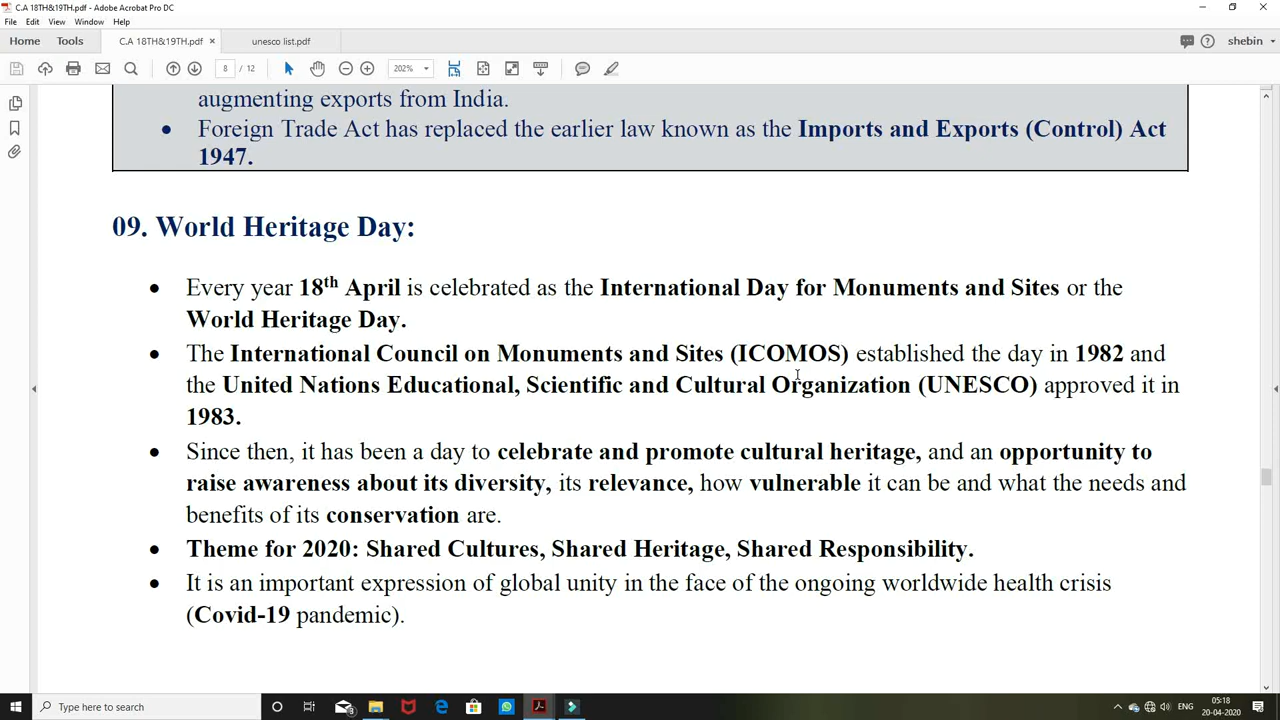 C.A 18TH&19TH.pdf - Adobe Acrobat Pro DC
File Edit View Window Help
Home Tools C.A 18TH&19TH.pdf × unesco list.pdf shebin
8 / 12 202%
augmenting exports from India.
• Foreign Trade Act has replaced the earlier law known as the Imports and Exports (Control) Act
1947.
09. World Heritage Day:
• Every year 18th April is celebrated as the International Day for Monuments and Sites or the
World Heritage Day.
• The International Council on Monuments and Sites (ICOMOS) established the day in 1982 and
the United Nations Educational, Scientific and Cultural Organization (UNESCO) approved it in
1983.
• Since then, it has been a day to celebrate and promote cultural heritage, and an opportunity to
raise awareness about its diversity, its relevance, how vulnerable it can be and what the needs and
benefits of its conservation are.
• Theme for 2020: Shared Cultures, Shared Heritage, Shared Responsibility.
• It is an important expression of global unity in the face of the ongoing worldwide health crisis
(Covid-19 pandemic).
Type here to search ENG 05:18
20-04-2020